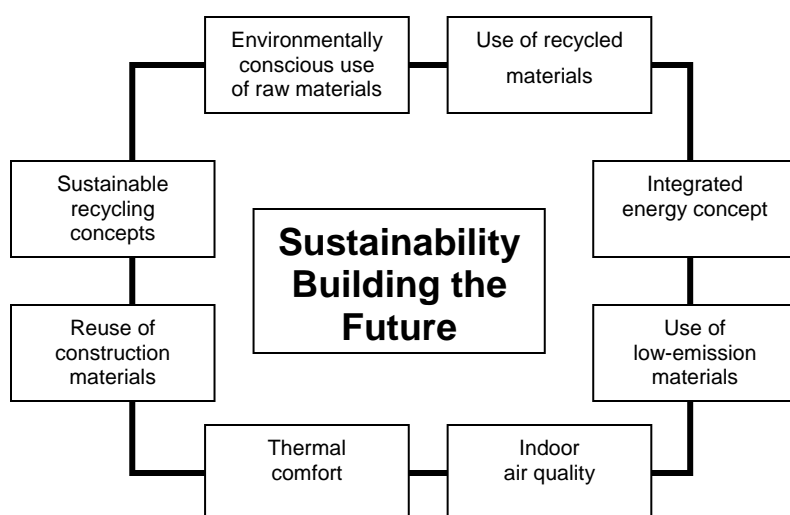 Environmentally
conscious use
of raw materials
Use of recycled
materials
Sustainable
recycling
concepts
Integrated
energy concept
Sustainability
Building the
Future
Reuse of
construction
materials
Use of
low-emission
materials
Thermal
comfort
Indoor
air quality